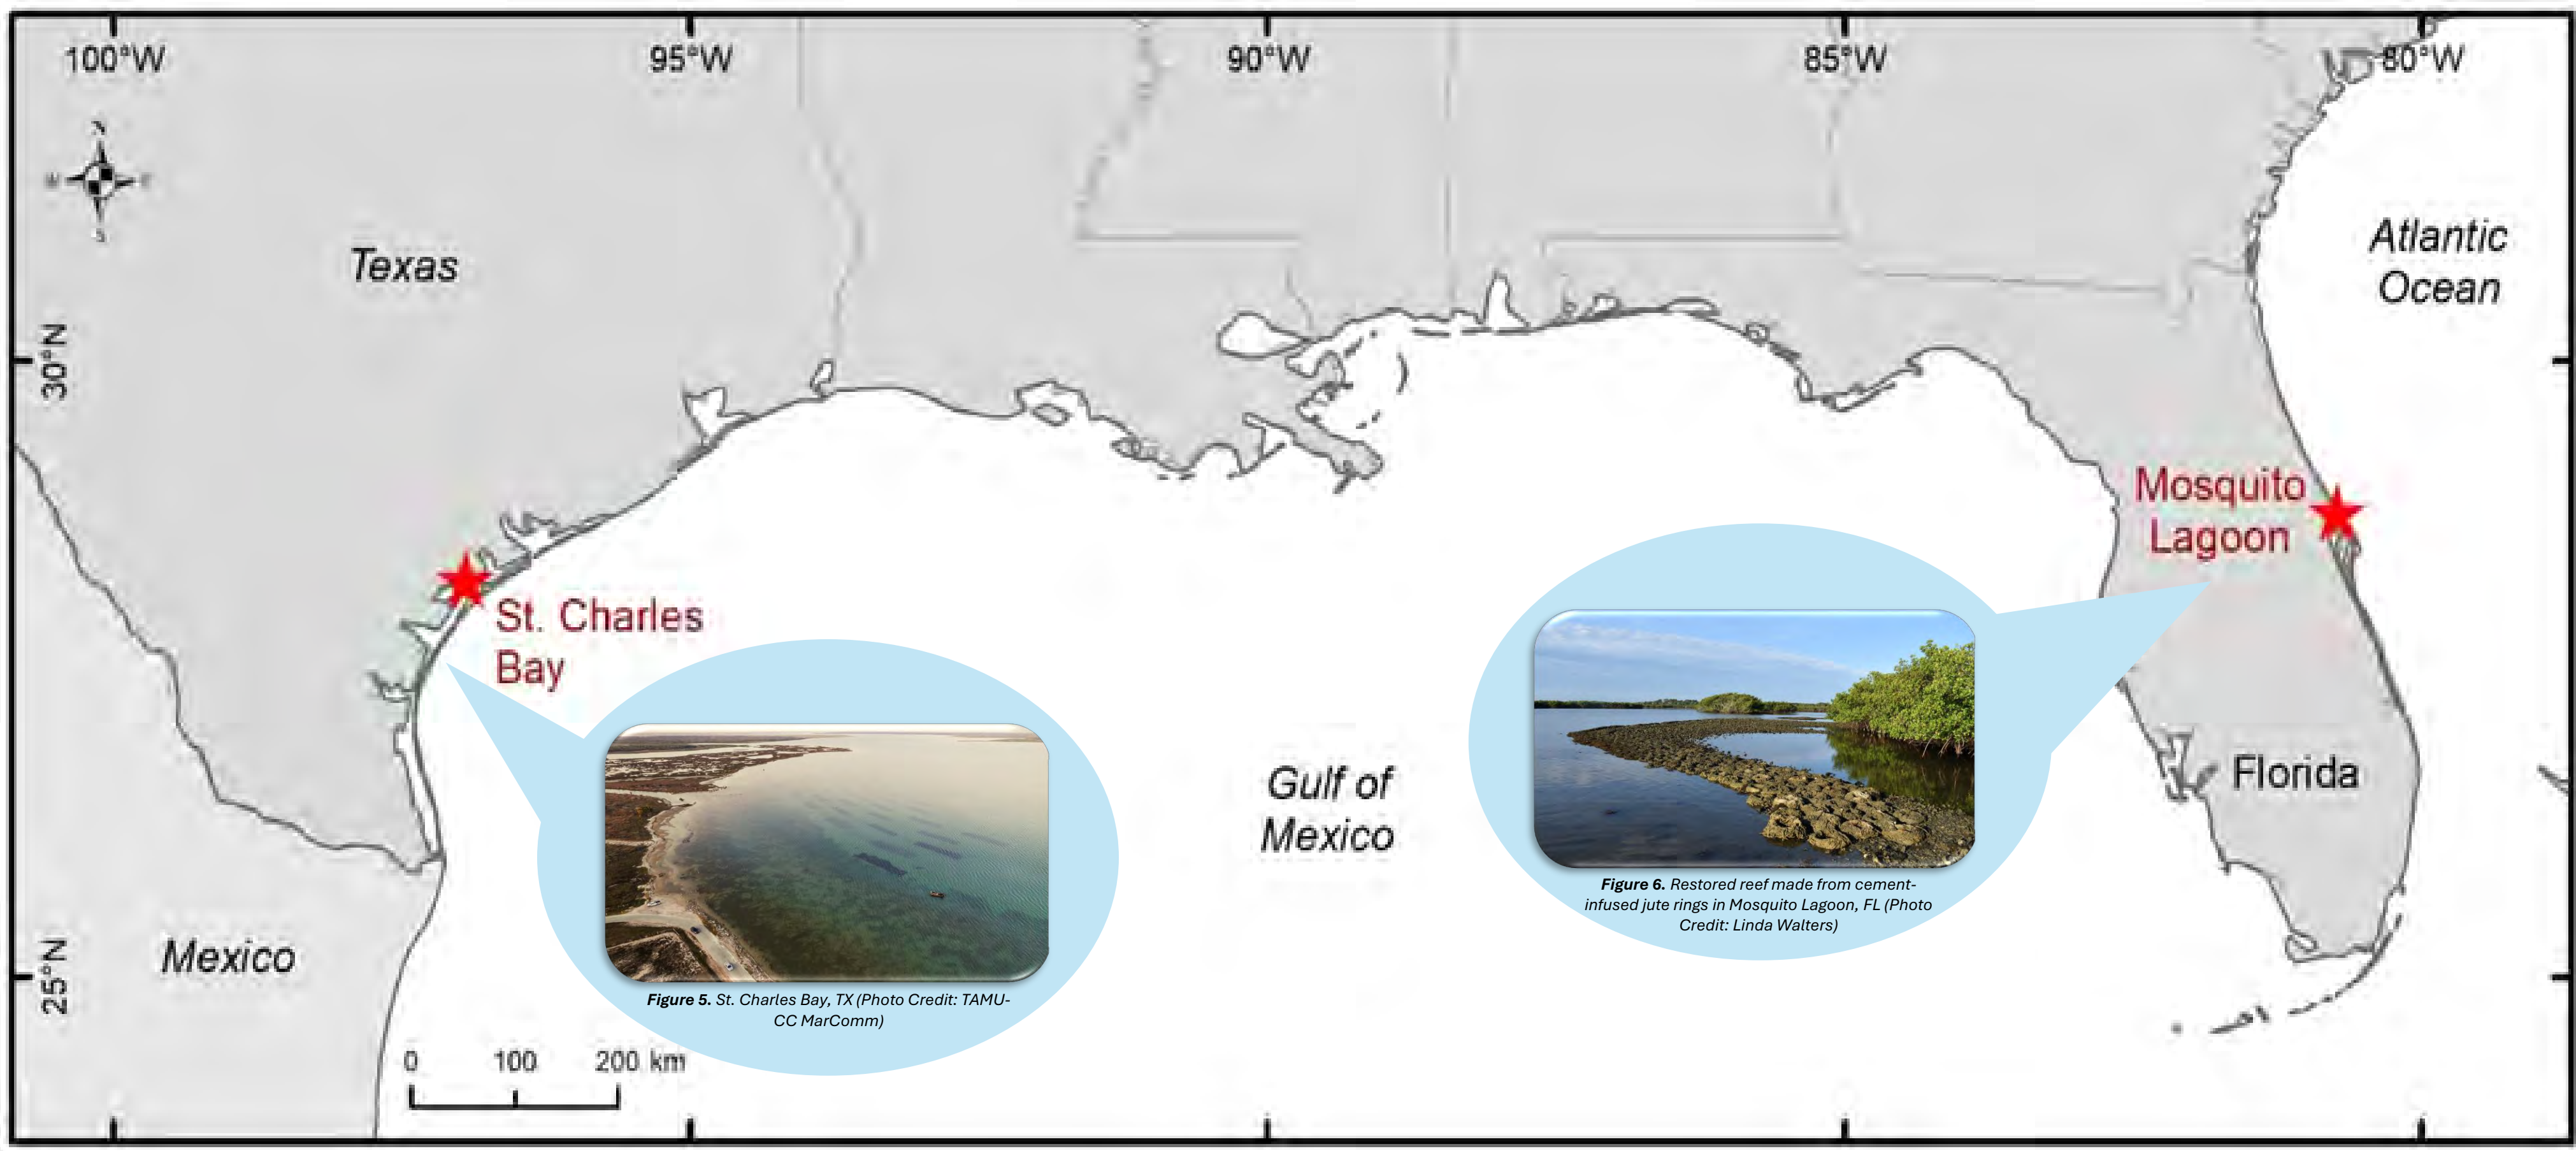 100°W
95°W
90°W
85°W
80°W
Texas
Atlantic
Ocean
30°N
Mosquito
Lagoon
St. Charles
Bay
Gulf of
Mexico
Florida
Figure 6. Restored reef made from cement-
infused jute rings in Mosquito Lagoon, FL (Photo
Credit: Linda Walters)
Mexico
25°N
Figure 5. St. Charles Bay, TX (Photo Credit: TAMU-
CC MarComm)
0 100 200 km